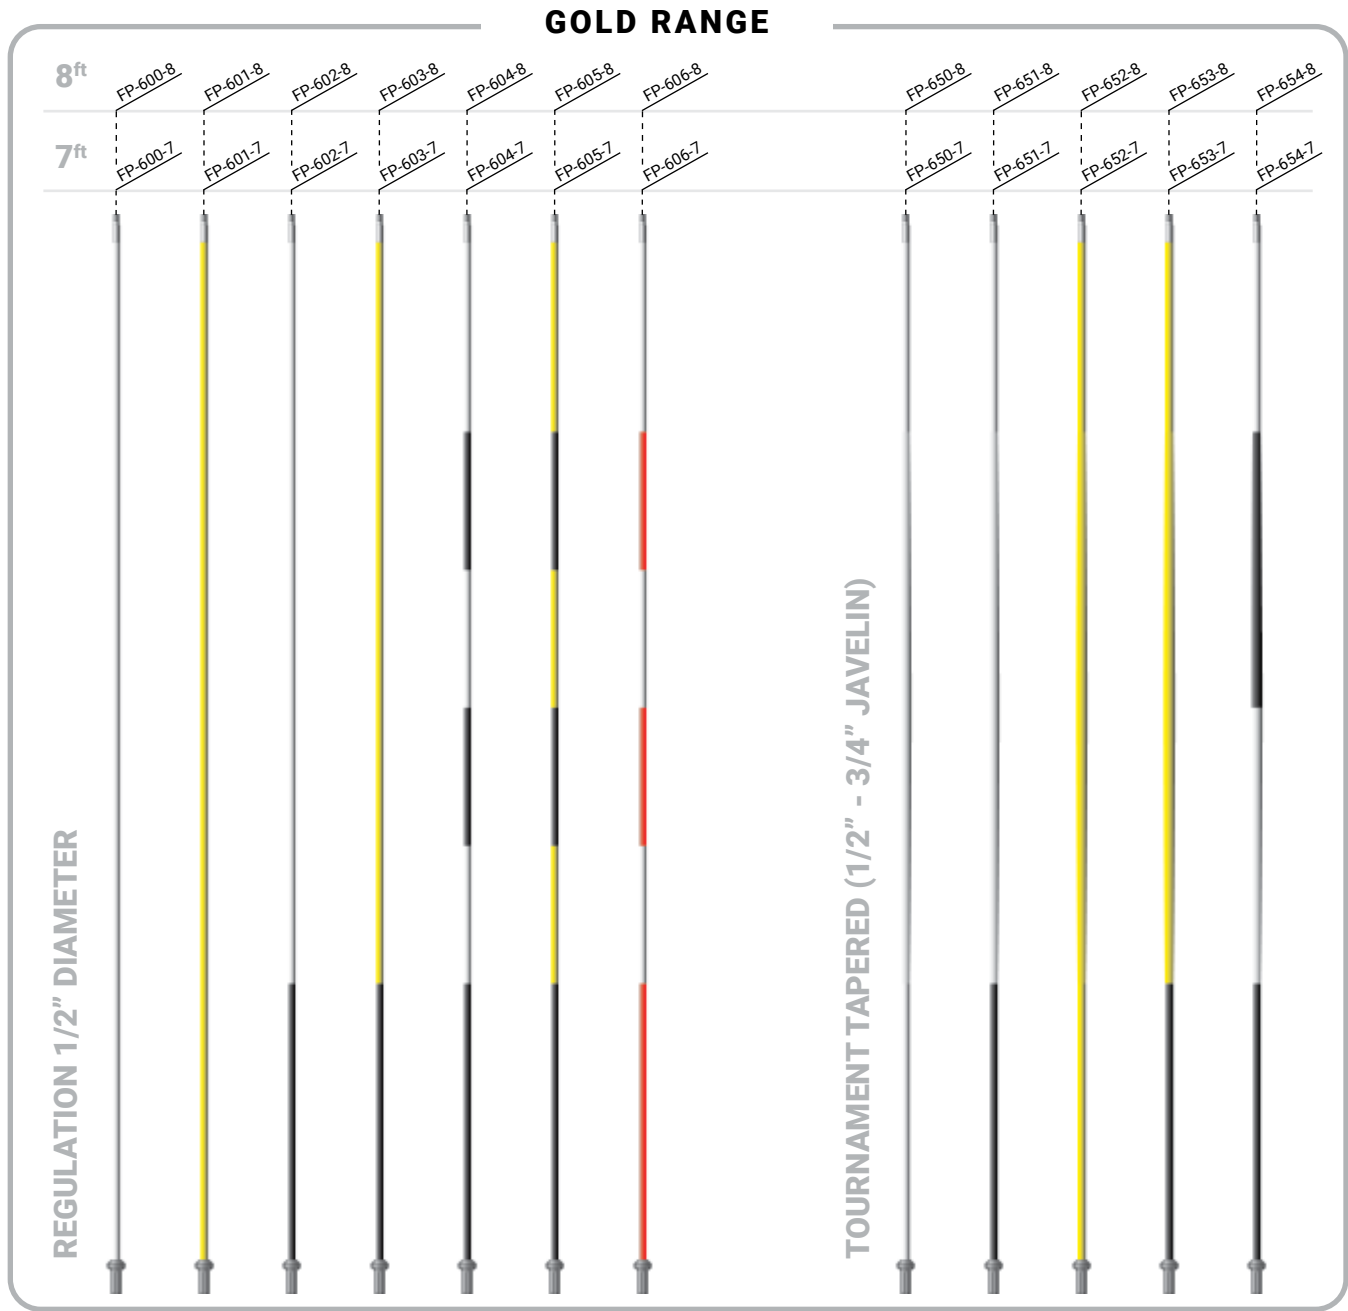 GOLD RANGE
8ft
FP-600-8
FP-601-8
FP-602-8
FP-603-8
FP-604-8
FP-605-8
FP-606-8
FP-650-8
FP-651-8
FP-652-8
FP-653-8
FP-654-8
7ft
FP-600-7
FP-601-7
FP-602-7
FP-603-7
FP-604-7
FP-605-7
FP-606-7
FP-650-7
FP-651-7
FP-652-7
FP-653-7
FP-654-7
REGULATION 1/2” DIAMETER
TOURNAMENT TAPERED (1/2” - 3/4” JAVELIN)